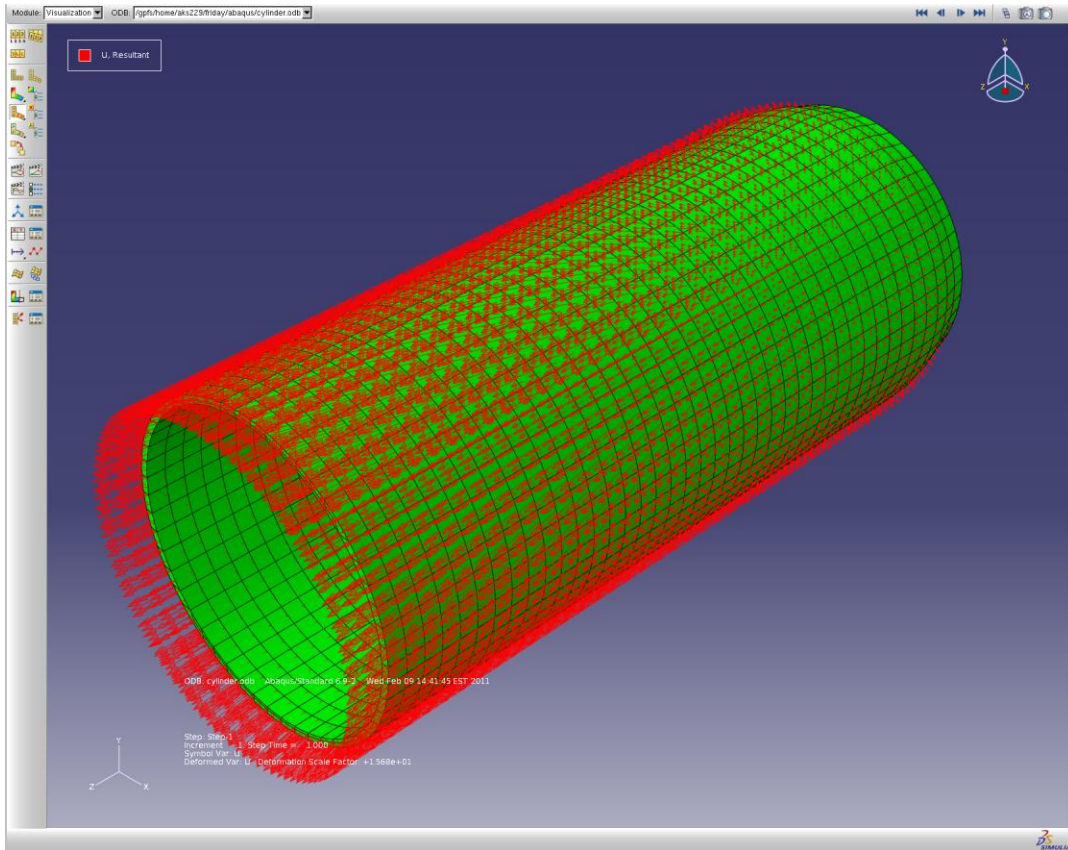 Module: Visualization ODB: /gpfs/home/aks229/friday/abaqus/cylinder.odb
U, Resultant
Y
Z X
ODB: cylinder.odb Abaqus/Standard 6.9-2 Wed Feb 09 14:41:45 EST 2011
Step: Step-1
Increment 1: Step Time = 1.000
Symbol Var: U
Deformed Var: U Deformation Scale Factor: +1.568e+01
Y
Z X
SIMULIA